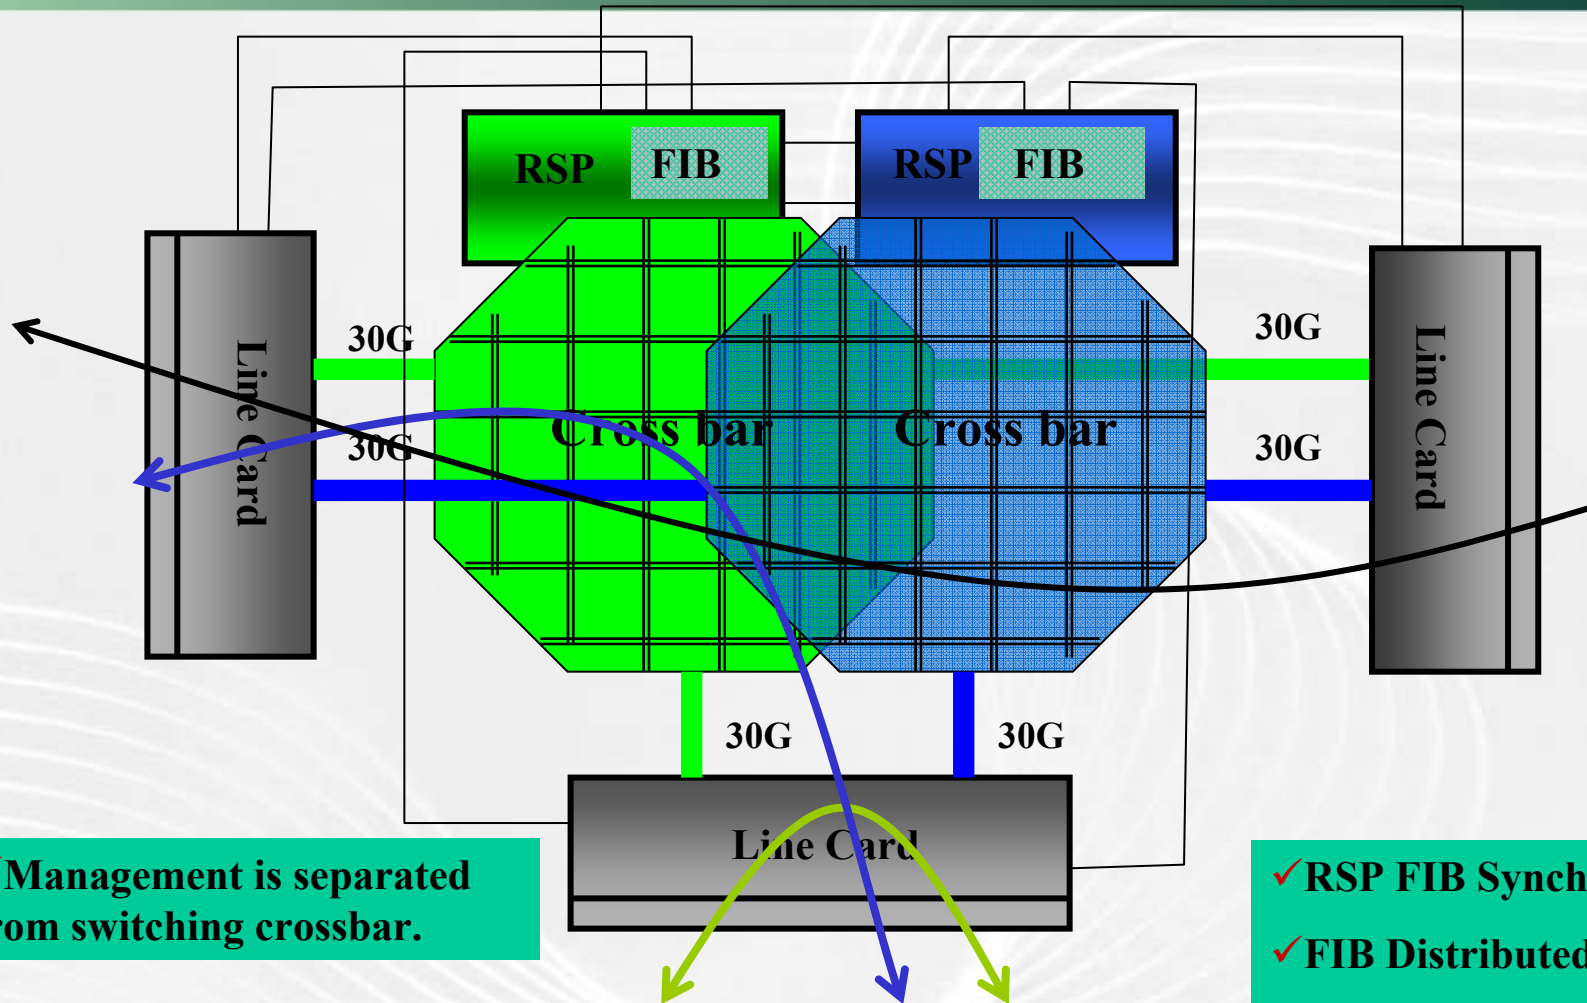 RSP FIB
RSP FIB
30G
30G
Line Card
Line Card
Cross bar
Cross bar
30G
30G
30G
30G
Line Card
Management is separated
from switching crossbar.
✓RSP FIB Synch
✓FIB Distributed